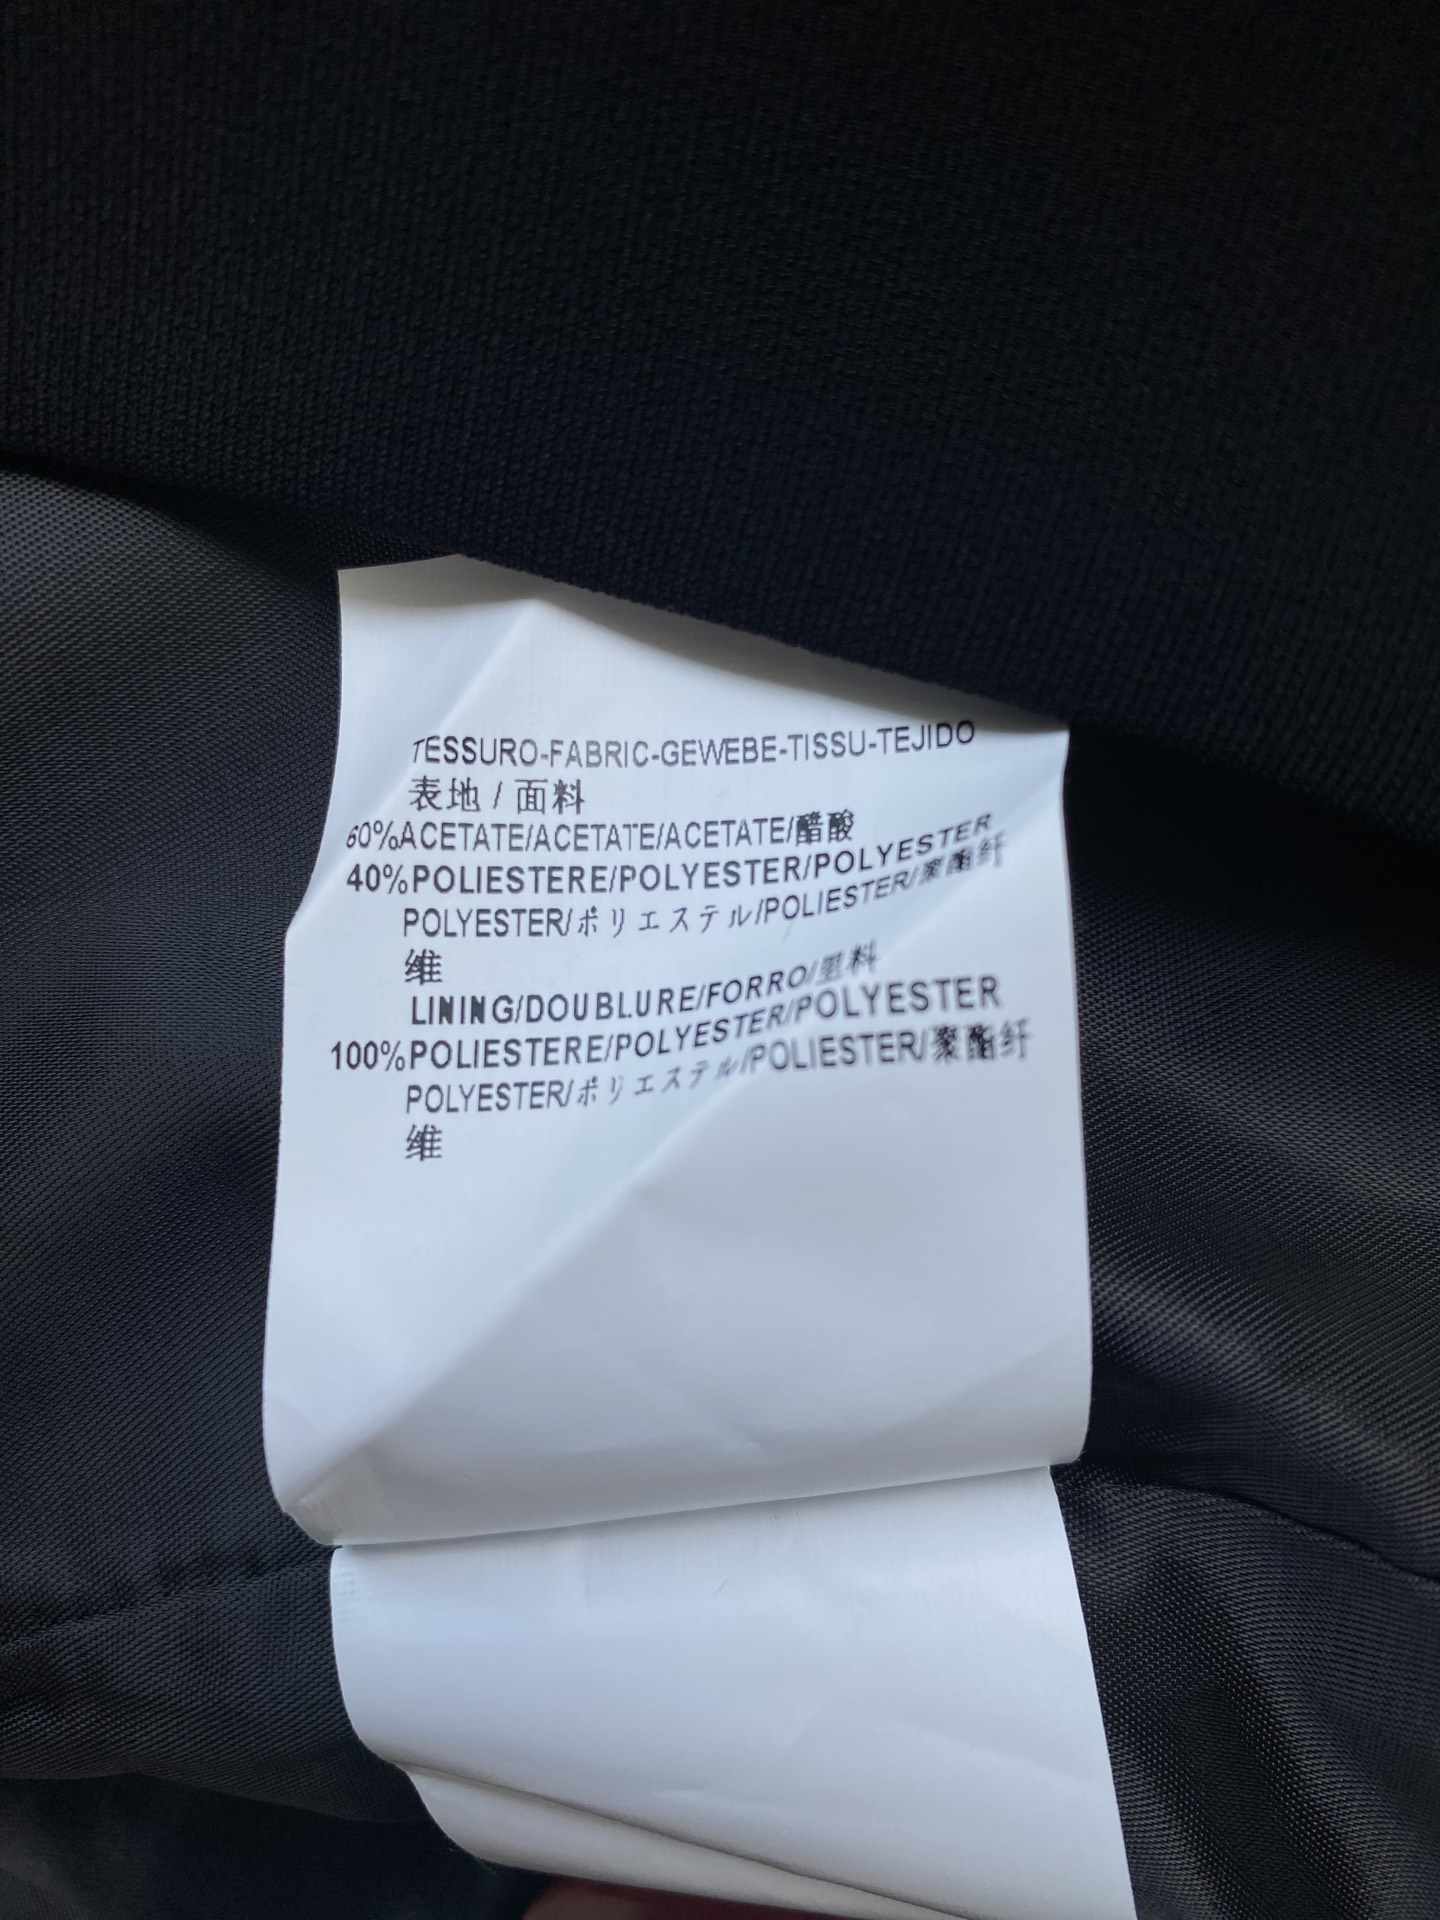 TESSURO-FABRIC-GEWEBE-TISSU-TEJIDO
表地 / 面料
60%ACETATE/ACETATE/ACETATE/醋酸
40%POLIESTERE/POLYESTER/POLYESTER
POLYESTER/ポリエステル/POLIESTER/聚酯纤
维
LINING/DOUBLURE/FORRO/里料
100%POLIESTERE/POLYESTER/POLYESTER
POLYESTER/ポリエステル/POLIESTER/聚酯纤
维